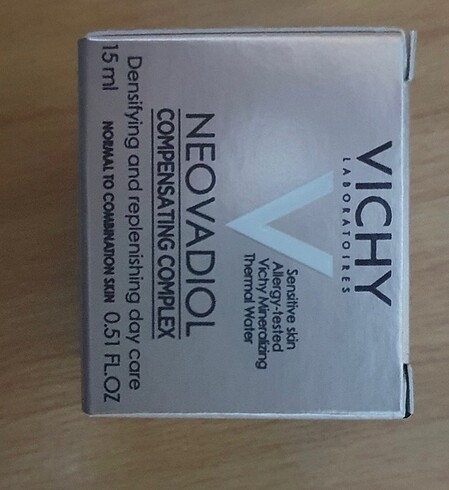 VICHY
LABORATOIRES
Sensitive skin
Allergy-tested
Vichy Mineralizing
Thermal Water
NEOVADIOL
COMPENSATING COMPLEX
Densifying and replenishing day care
15 ml NORMAL TO COMBINATION SKIN 0.51 FL.OZ